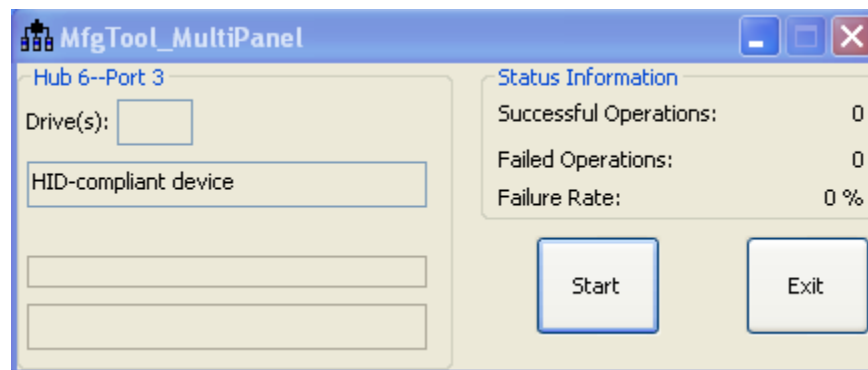 MfgTool_MultiPanel
Hub 6--Port 3
Drive(s):
HID-compliant device
Status Information
Successful Operations: 0
Failed Operations: 0
Failure Rate: 0 %
Start
Exit